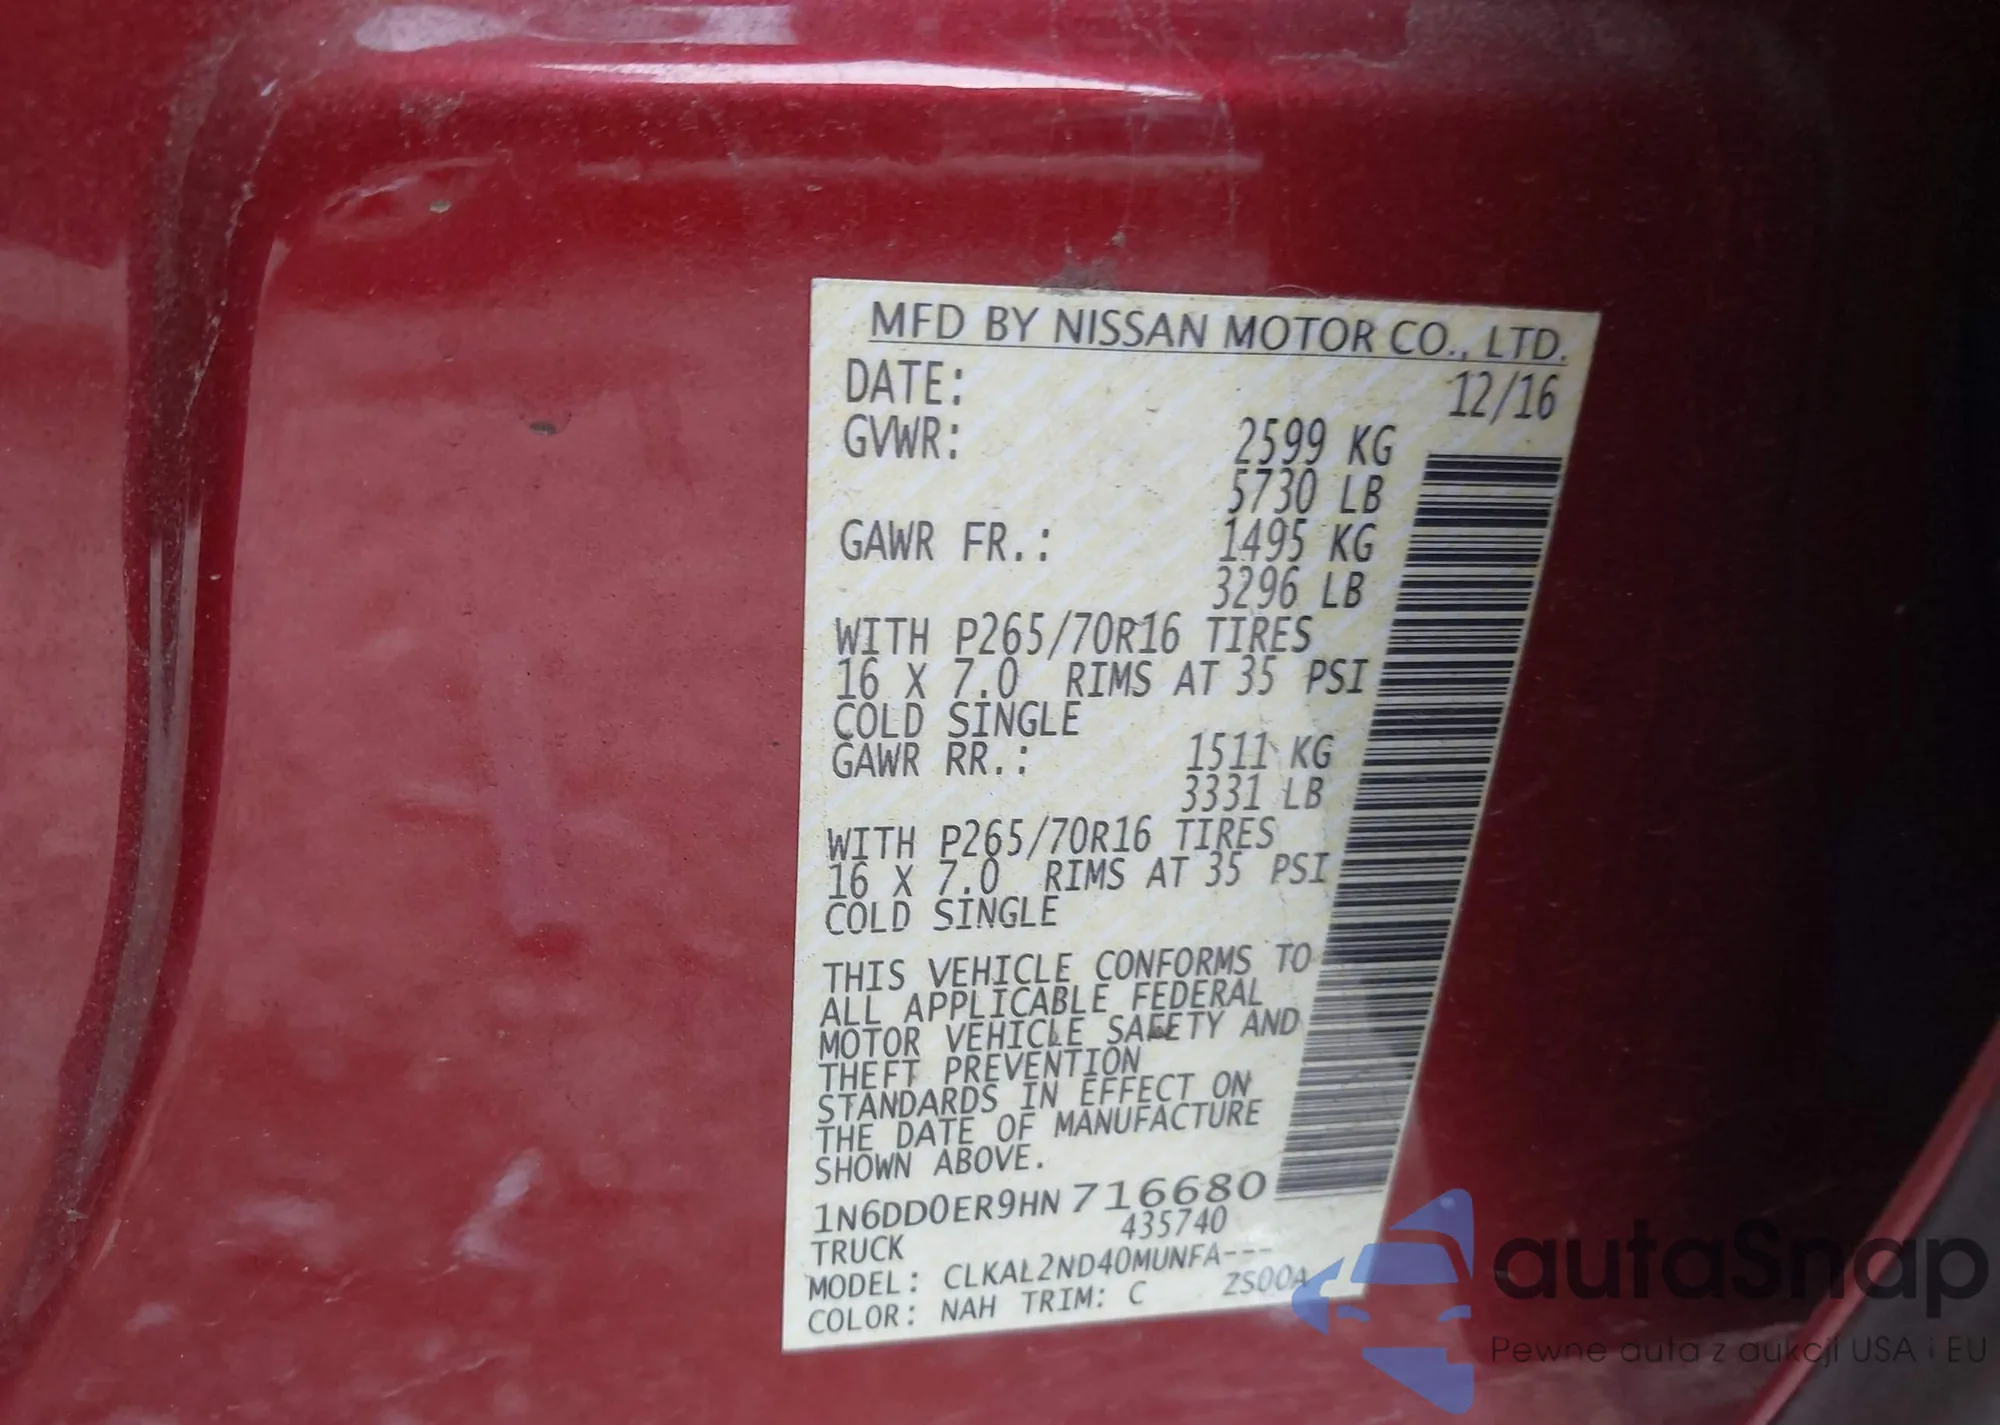 MFD BY NISSAN MOTOR CO., LTD.
DATE: 12/16
GVWR: 2599 KG
5730 LB
GAWR FR.: 1495 KG
3296 LB
WITH P265/70R16 TIRES
16 X 7.0 RIMS AT 35 PSI
COLD SINGLE
GAWR RR.: 1511 KG
3331 LB
WITH P265/70R16 TIRES
16 X 7.0 RIMS AT 35 PSI
COLD SINGLE
THIS VEHICLE CONFORMS TO
ALL APPLICABLE FEDERAL
MOTOR VEHICLE SAFETY AND
THEFT PREVENTION
STANDARDS IN EFFECT ON
THE DATE OF MANUFACTURE
SHOWN ABOVE.
1N6DD0ER9HN 716680
TRUCK 435740
MODEL: CLKAL2ND40MUNFA---
COLOR: NAH TRIM: C ZS00A
autaSnap
Pewne auta z aukcji USA i EU